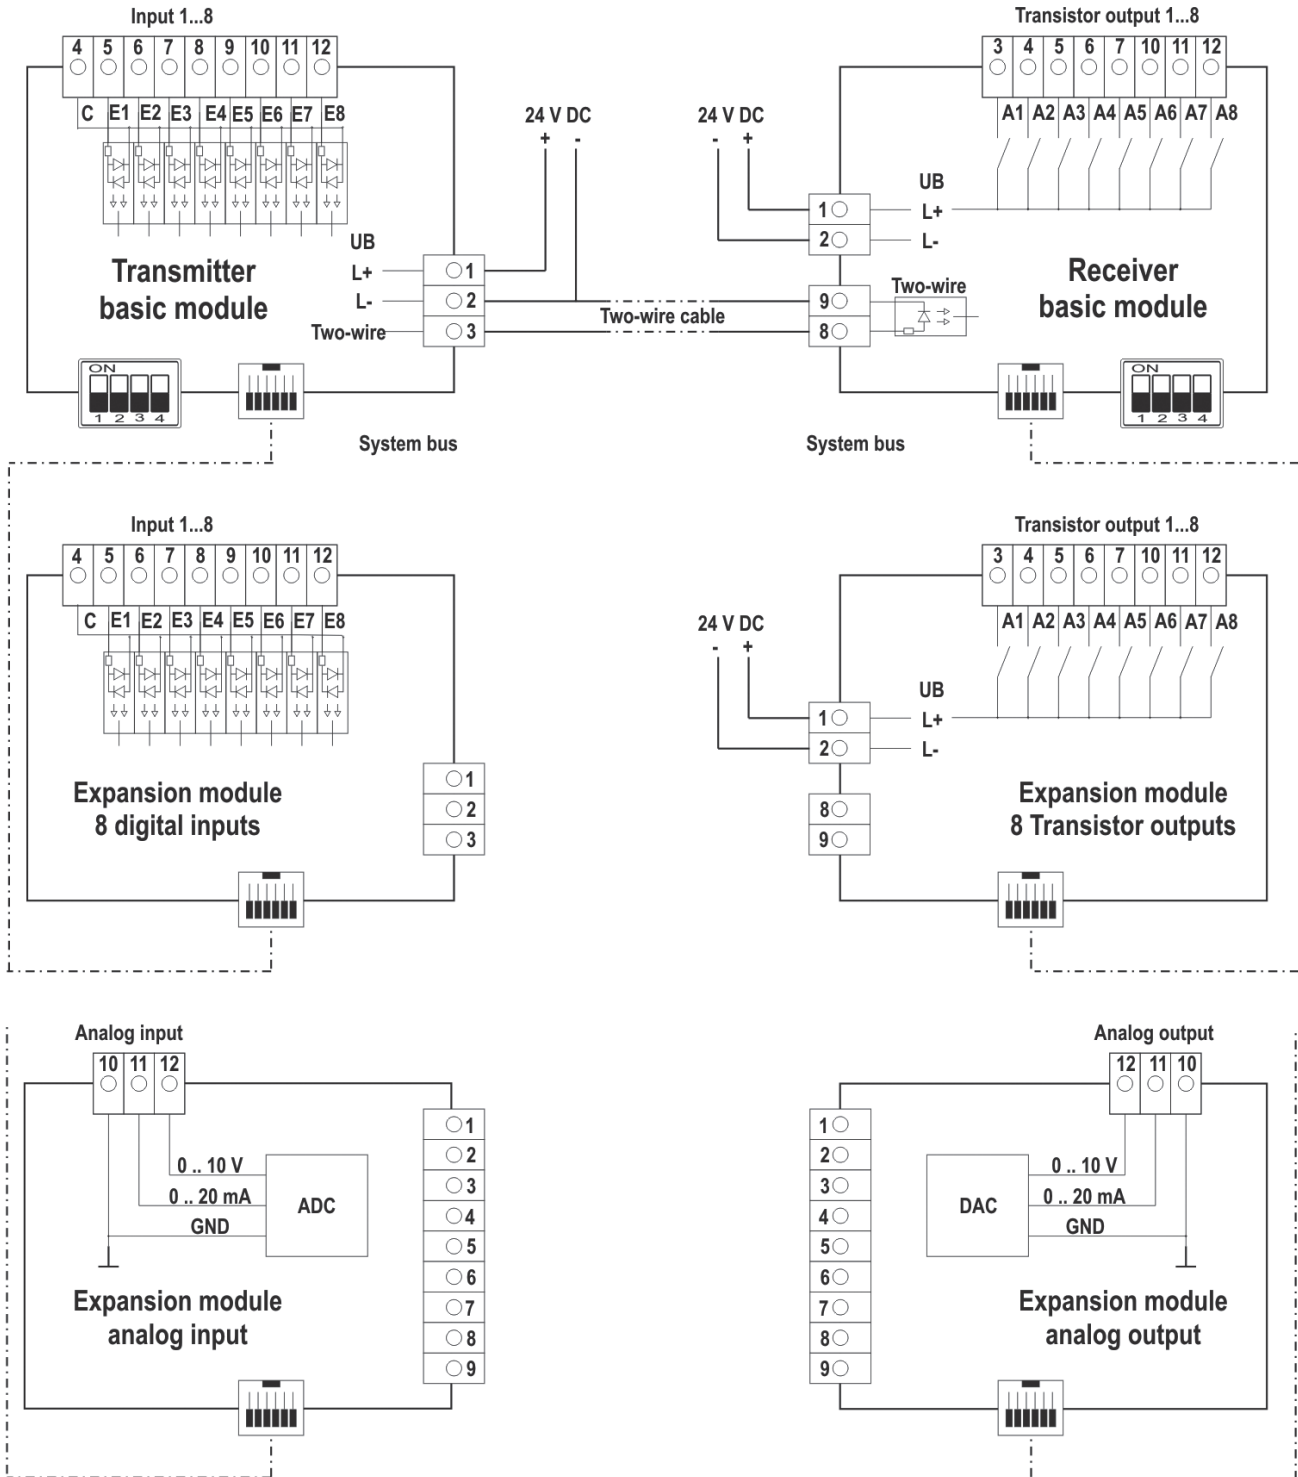 Input 1...8
4 5 6 7 8 9 10 11 12
C E1 E2 E3 E4 E5 E6 E7 E8
UB
L+
L-
Two-wire
1
2
3
Transmitter
basic module
ON
1 2 3 4
24 V DC
+ -
Two-wire cable
System bus
Transistor output 1...8
3 4 5 6 7 10 11 12
A1 A2 A3 A4 A5 A6 A7 A8
24 V DC
- +
1
2
UB
L+
L-
9
8
Two-wire
Receiver
basic module
ON
1 2 3 4
System bus
Input 1...8
4 5 6 7 8 9 10 11 12
C E1 E2 E3 E4 E5 E6 E7 E8
1
2
3
Expansion module
8 digital inputs
Transistor output 1...8
3 4 5 6 7 10 11 12
A1 A2 A3 A4 A5 A6 A7 A8
24 V DC
- +
1
2
UB
L+
L-
8
9
Expansion module
8 Transistor outputs
Analog input
10 11 12
0 .. 10 V
0 .. 20 mA
GND
ADC
1
2
3
4
5
6
7
8
9
Expansion module
analog input
Analog output
12 11 10
1
2
3
4
5
6
7
8
9
DAC
0 .. 10 V
0 .. 20 mA
GND
Expansion module
analog output